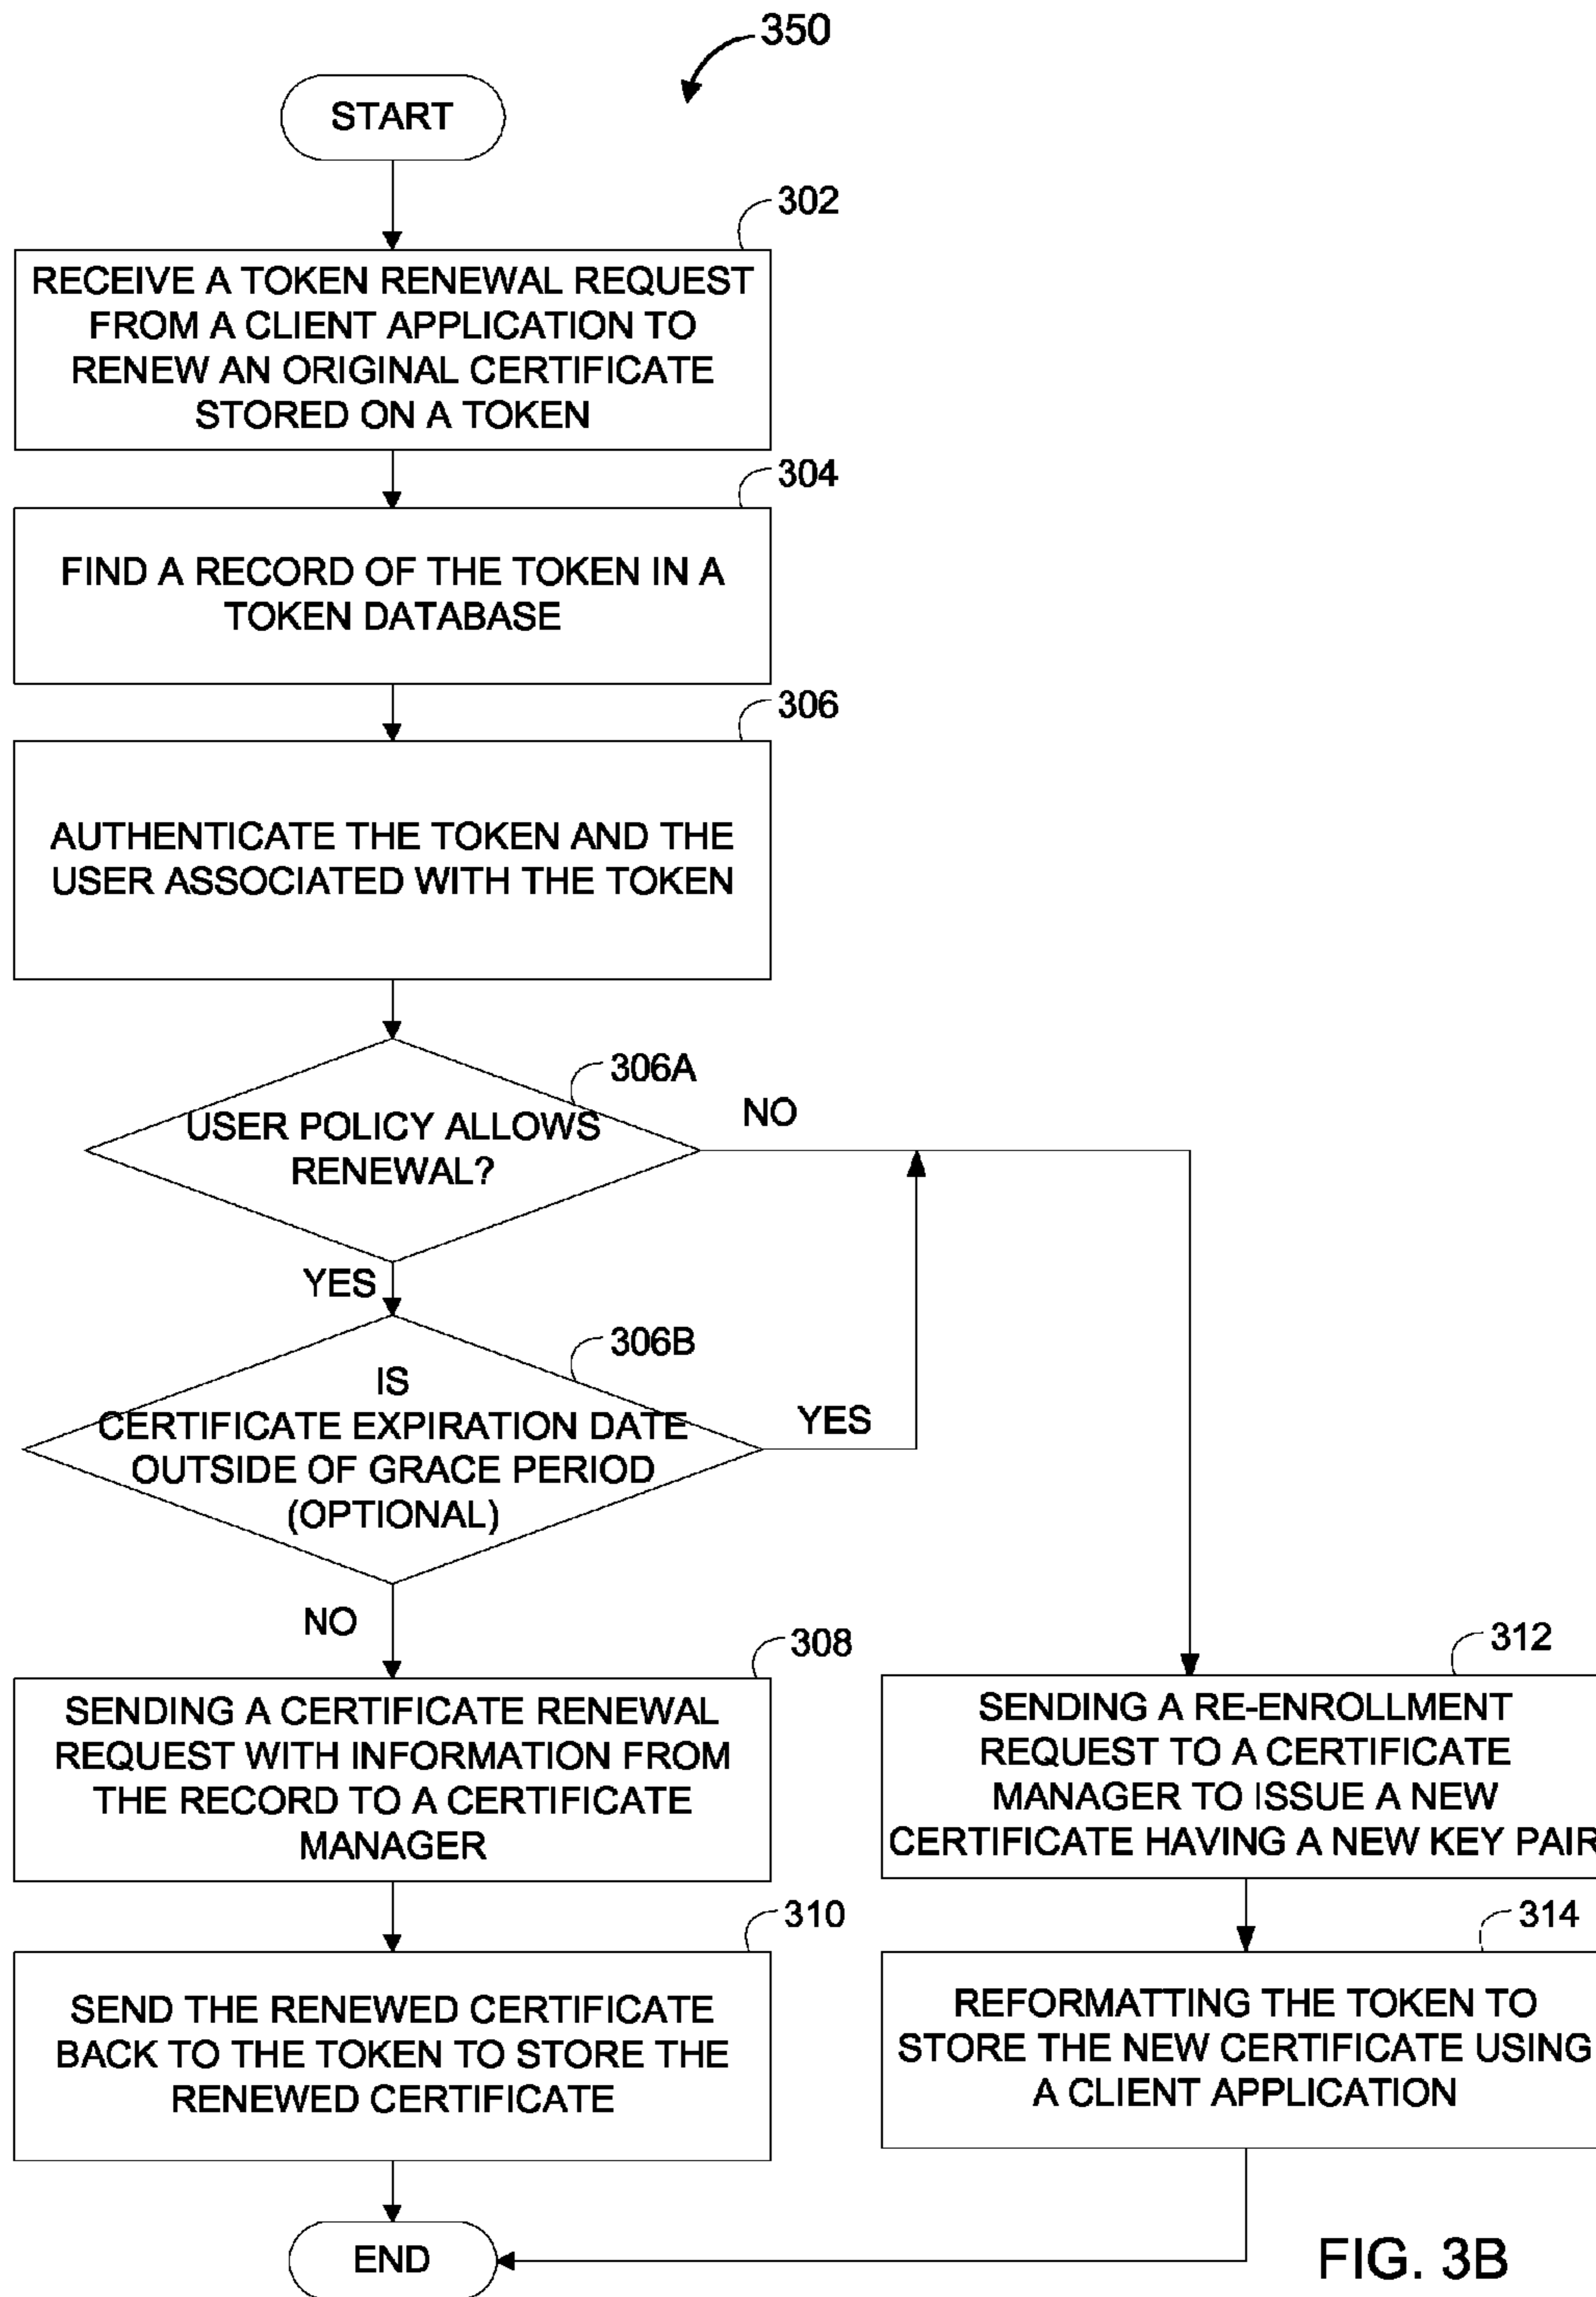 350
START
302
RECEIVE A TOKEN RENEWAL REQUEST
FROM A CLIENT APPLICATION TO
RENEW AN ORIGINAL CERTIFICATE
STORED ON A TOKEN
304
FIND A RECORD OF THE TOKEN IN A
TOKEN DATABASE
306
AUTHENTICATE THE TOKEN AND THE
USER ASSOCIATED WITH THE TOKEN
306A
USER POLICY ALLOWS
RENEWAL?
NO
YES
306B
IS
CERTIFICATE EXPIRATION DATE
OUTSIDE OF GRACE PERIOD
(OPTIONAL)
YES
NO
308
SENDING A CERTIFICATE RENEWAL
REQUEST WITH INFORMATION FROM
THE RECORD TO A CERTIFICATE
MANAGER
312
SENDING A RE-ENROLLMENT
REQUEST TO A CERTIFICATE
MANAGER TO ISSUE A NEW
CERTIFICATE HAVING A NEW KEY PAIR
310
SEND THE RENEWED CERTIFICATE
BACK TO THE TOKEN TO STORE THE
RENEWED CERTIFICATE
314
REFORMATTING THE TOKEN TO
STORE THE NEW CERTIFICATE USING
A CLIENT APPLICATION
END
FIG. 3B